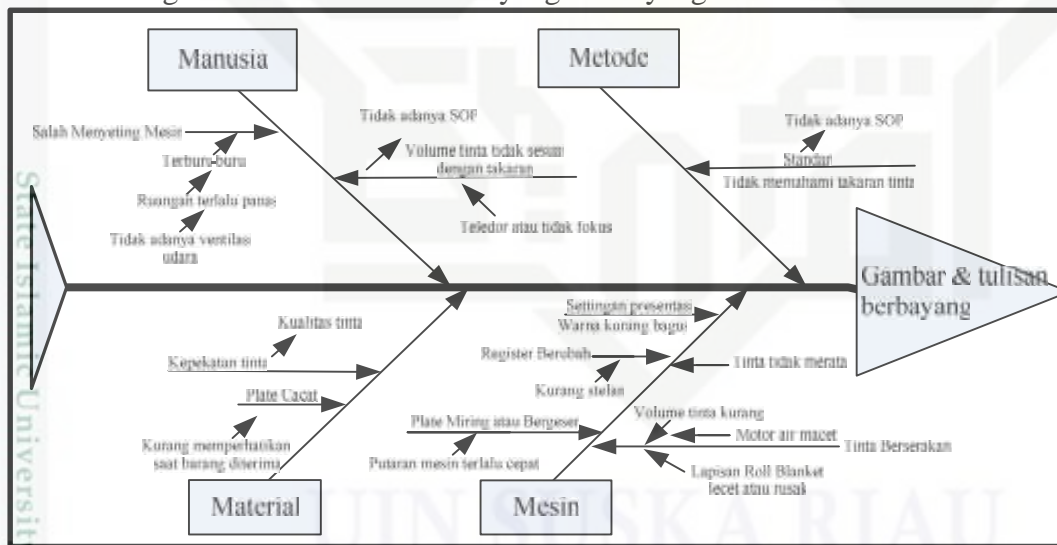 Manusia
Metode
Tidak adanya SOP
Tidak adanya SOP
Salah Menyeting Mesin
Volume tinta tidak sesuai
dengan takaran
Standar
Terburu-buru
Tidak memahami takaran tinta
Ruangan terlalu panas
Teledor atau tidak fokus
Tidak adanya ventilasi
udara
Gambar & tulisan
berbayang
Settingan presentasi
Warna kurang bagus
Kualitas tinta
Register Berubah
Tinta tidak merata
Kepekatan tinta
Kurang stelan
Plate Cacat
Volume tinta kurang
Plate Miring atau Bergeser
Motor air macet
Tinta Berserakan
Kurang memperhatikan
saat barang diterima
Putaran mesin terlalu cepat
Lapisan Roll Blanket
lecet atau rusak
Material
Mesin
State Islamic Universit
UIN SUSKA RIAU